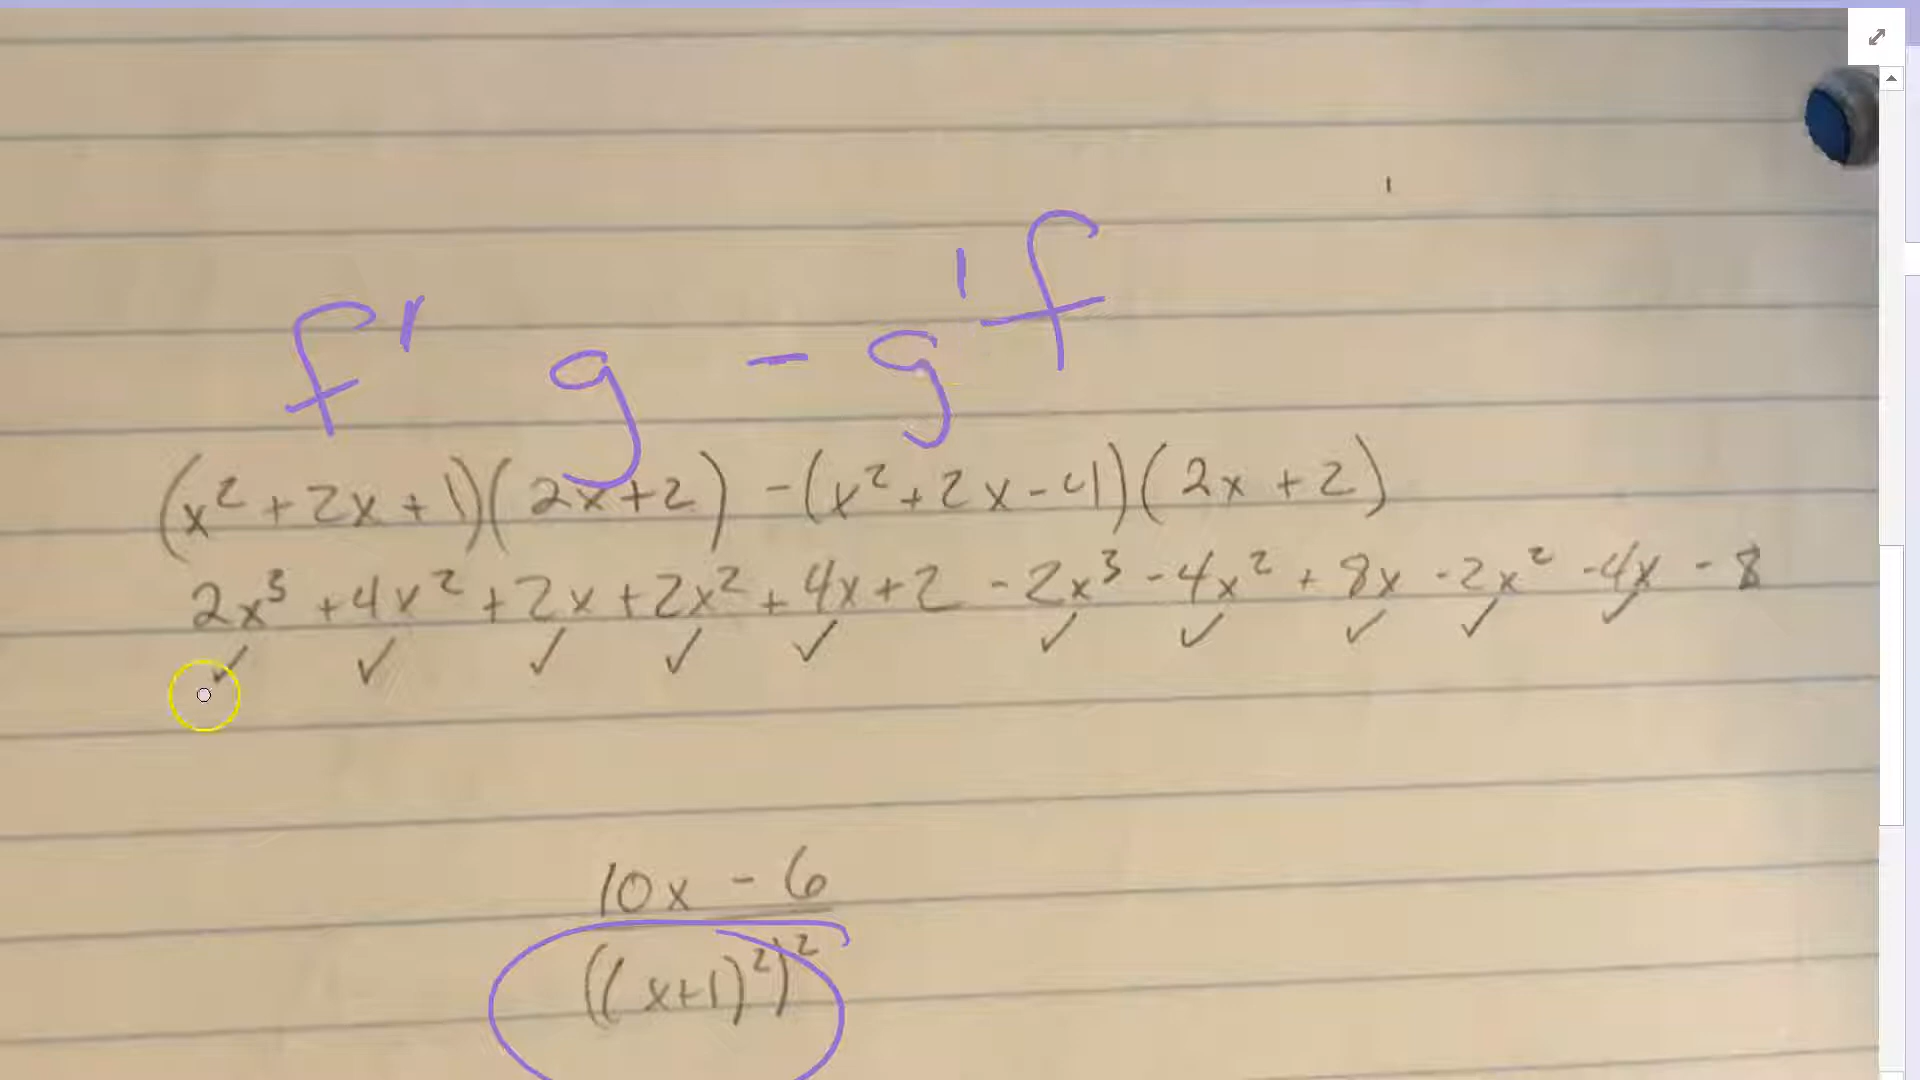 f' g - g' f
(x² + 2x + 1)(2x+2) - (x² + 2x - 4)(2x + 2)
2x³ + 4x² + 2x + 2x² + 4x + 2 - 2x³ - 4x² + 8x - 2x² - 4x - 8
✓ ✓ ✓ ✓ ✓ ✓ ✓ ✓ ✓ ✓
10x - 6
((x+1)²)²